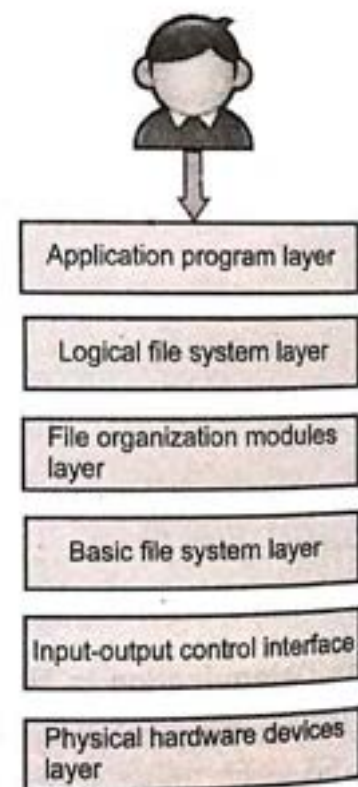 Application program layer
Logical file system layer
File organization modules
layer
Basic file system layer
Input-output control interface
Physical hardware devices
layer